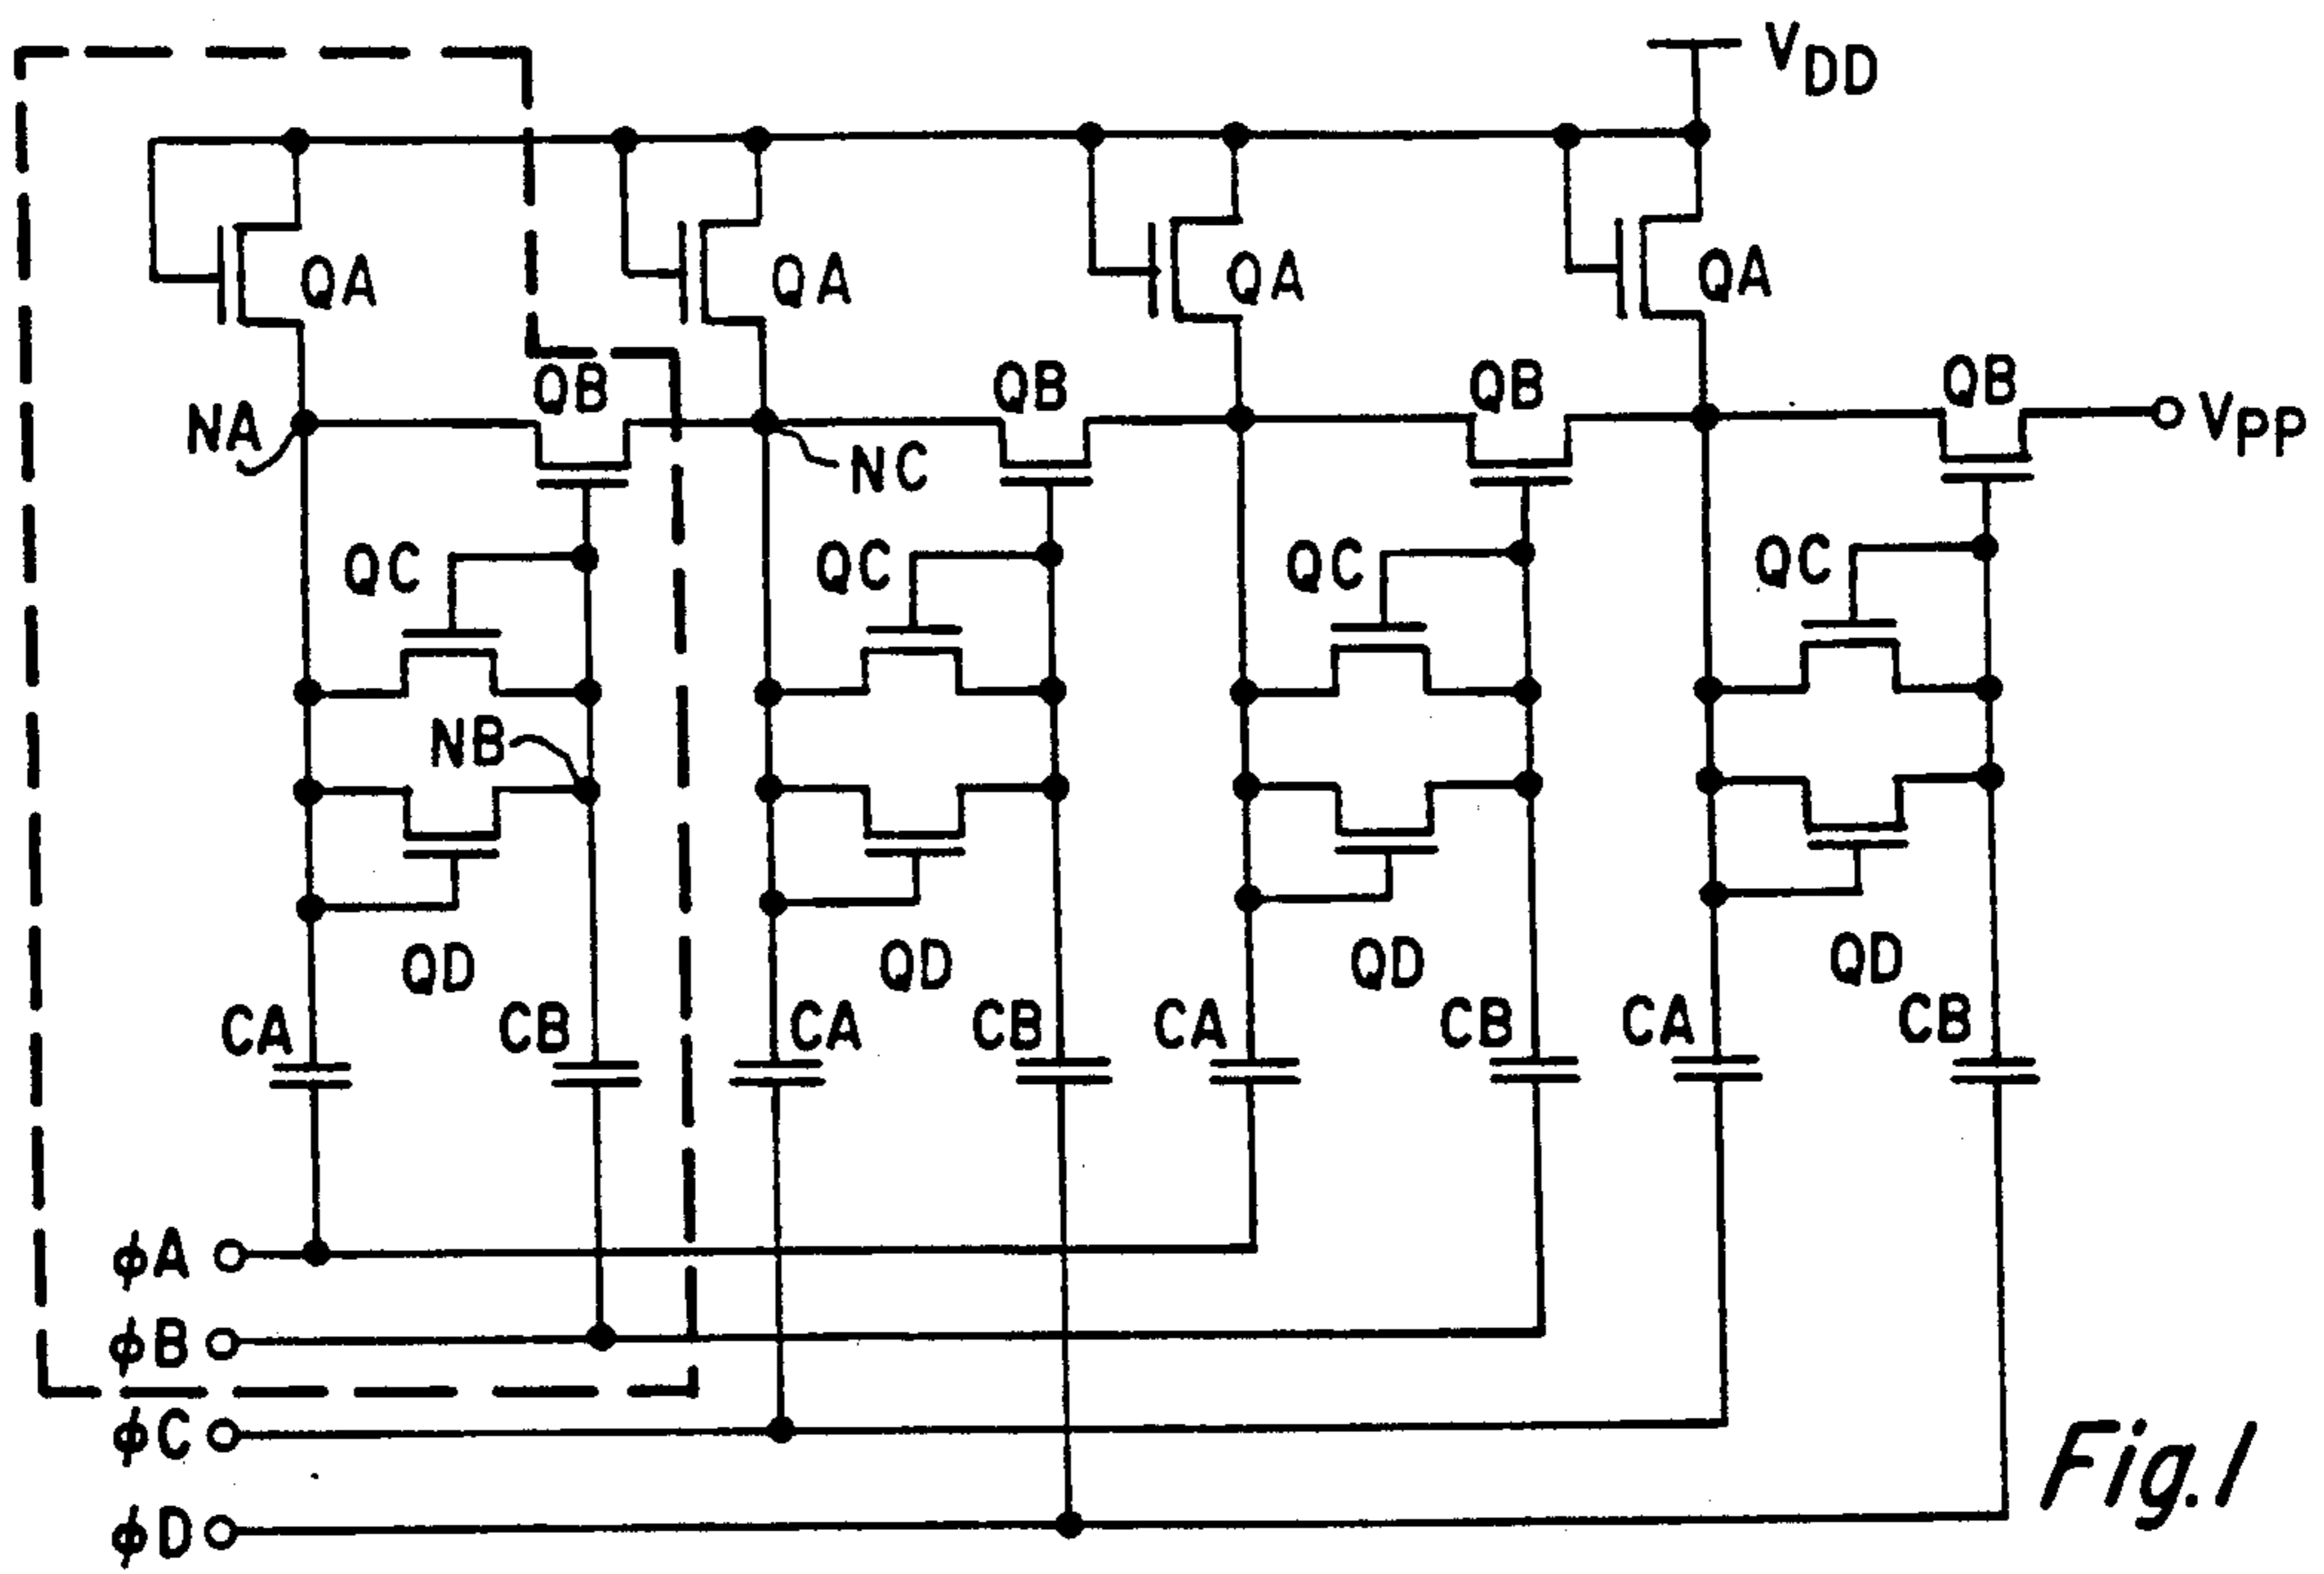 VDD
QA QA QA QA
QB QB QB QB
NA NC VPP
QC QC QC QC
NB
QD QD QD QD
CA CB CA CB CA CB CA CB
φA
φB
φC
φD
Fig.1